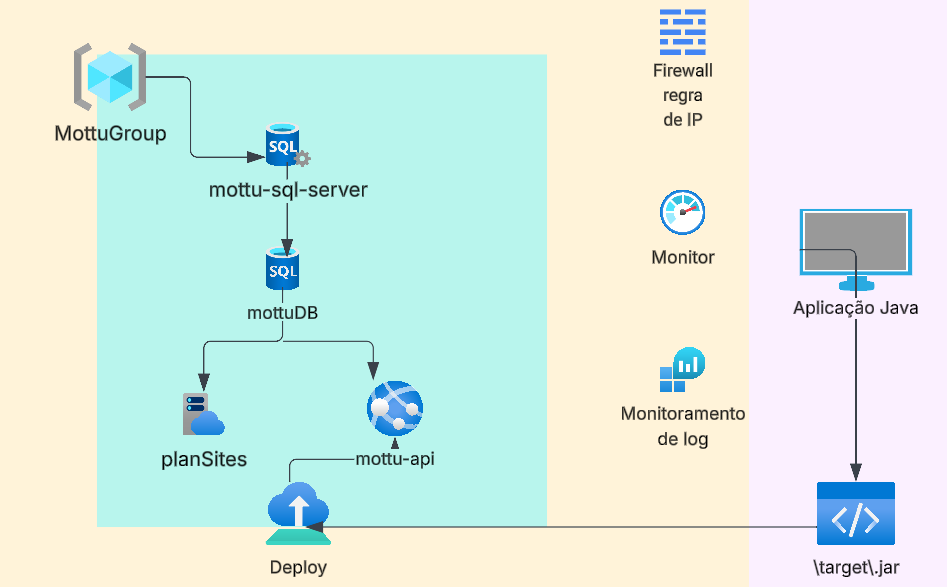 MottuGroup
SQL
mottu-sql-server
SQL
mottuDB
planSites
mottu-api
Deploy
Firewall
regra
de IP
Monitor
Monitoramento
de log
Aplicação Java
</>
\target\.jar